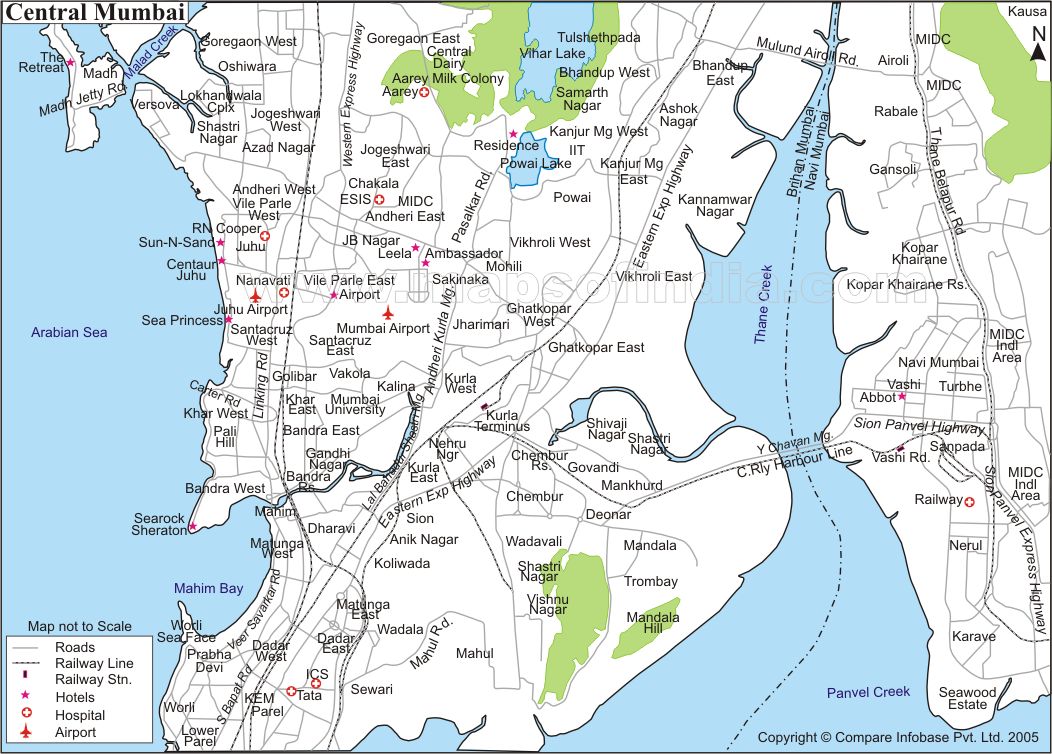 Central Mumbai
Kausa
N
The
Retreat
Madh
Malad Creek
Madh Jetty Rd.
Versova
Goregaon West
Oshiwara
Lokhandwala
Cplx
Shastri
Nagar
Jogeshwari
West
Azad Nagar
Western Express Highway
Goregaon East
Central
Dairy
Aarey Milk Colony
Aarey
Jogeshwari
East
Tulshethpada
Vihar Lake
Bhandup West
Samarth
Nagar
Residence
Powai Lake
Kanjur Mg West
IIT
Kanjur Mg
East
Ashok
Nagar
Bhandup
East
Mulund Airoli Rd.
Airoli
MIDC
MIDC
Rabale
Brihan Mumbai
Navi Mumbai
Thane Belapur Rd
Gansoli
Andheri West
Vile Parle
West
RN Cooper
Sun-N-Sand
Juhu
Centaur
Juhu
Nanavati
Juhu Airport
Sea Princess
Santacruz
West
Chakala
ESIS
MIDC
Andheri East
JB Nagar
Leela
Ambassador
Pasalkar Rd
Mohili
Sakinaka
Vile Parle East
Airport
Mumbai Airport
Santacruz
East
Powai
Vikhroli West
Vikhroli East
Kannamwar
Nagar
Eastern Exp Highway
Kopar
Khairane
Kopar Khairane Rs.
mapsofindia.com
Thane Creek
Arabian Sea
Jharimari
Ghatkopar
West
Ghatkopar East
Andheri Kurla Mg.
MIDC
Indl
Area
Navi Mumbai
Vashi
Turbhe
Abbot
Carter Rd
Linking Rd
Golibar
Vakola
Kalina
Kurla
West
Khar West
Khar
East
Mumbai
University
Pali
Hill
Bandra East
Kurla
Terminus
Shivaji
Nagar
Shastri
Nagar
Sion Panvel Highway
Y Chavan Mg.
C.Rly Harbour Line
Vashi Rd.
Sanpada
Lal Bahadur Shastri Mg
Nehru
Ngr
Gandhi
Nagar
Bandra
Rs.
Bandra West
Kurla
East
Eastern Exp Highway
Chembur
Rs.
Govandi
Mankhurd
MIDC
Indl
Area
Sion Panvel Express Highway
Railway
Searock
Sheraton
Mahim
Dharavi
Sion
Anik Nagar
Chembur
Deonar
Matunga
West
Koliwada
Wadavali
Mandala
Nerul
Mahim Bay
Shastri
Nagar
Trombay
Vishnu
Nagar
Mandala
Hill
Matunga
East
Veer Savarkar Rd
Worli
Sea Face
Dadar
West
Dadar
East
Wadala
Mahul Rd.
Mahul
Karave
Prabha
Devi
S Bapat Rd
ICS
Tata
KEM
Parel
Sewari
Worli
Lower
Parel
Panvel Creek
Seawood
Estate
Map not to Scale
Roads
Railway Line
Railway Stn.
Hotels
Hospital
Airport
Copyright © Compare Infobase Pvt. Ltd. 2005